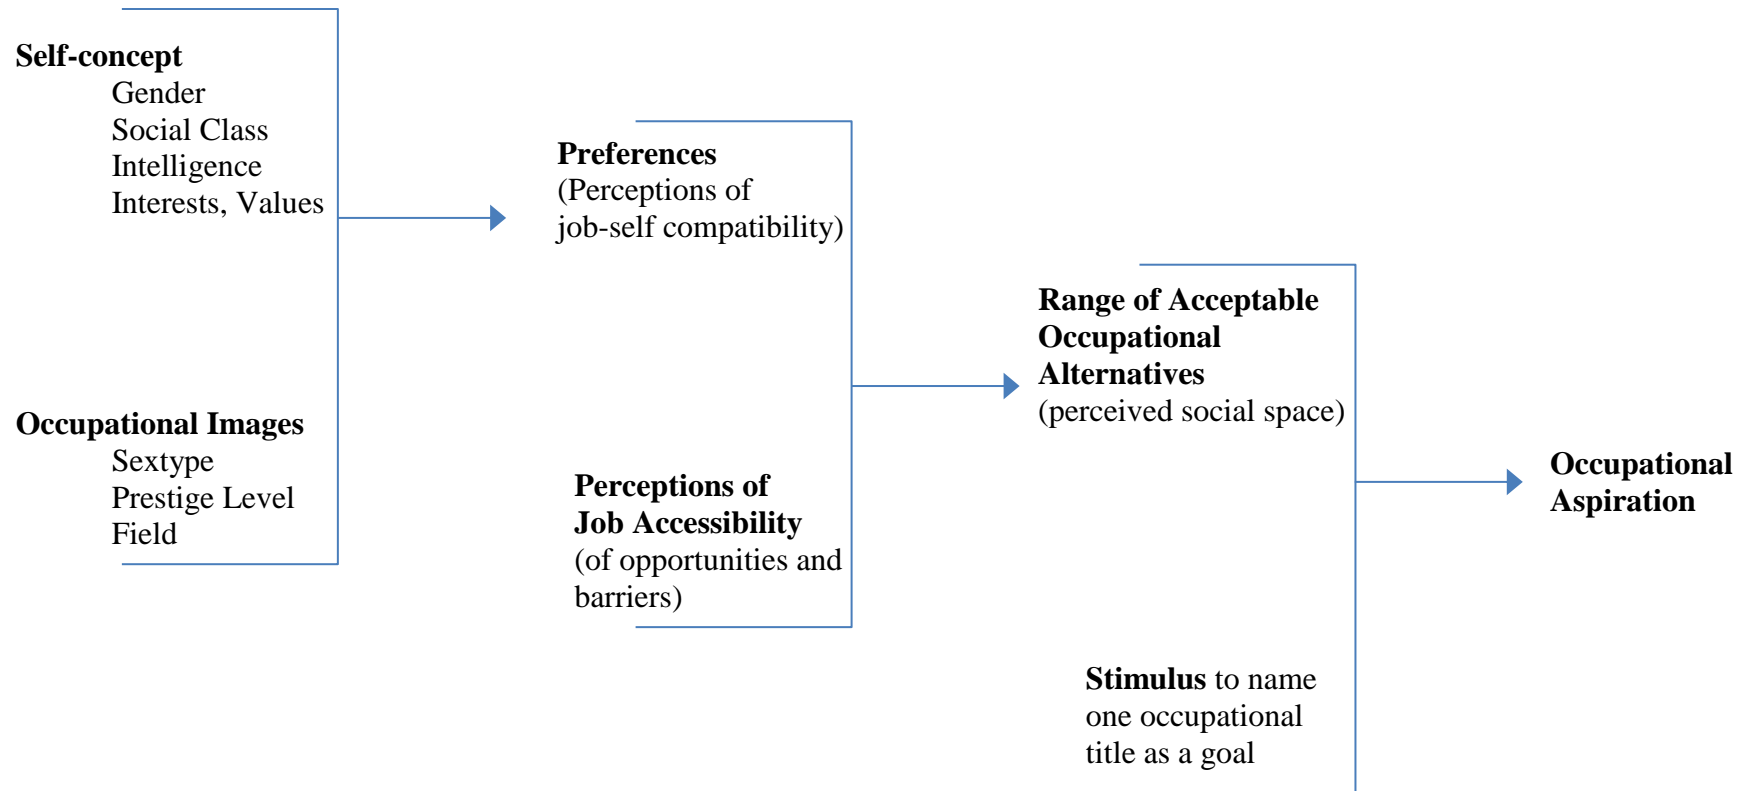 Self-concept
Gender
Social Class
Intelligence
Interests, Values
Occupational Images
Sextype
Prestige Level
Field
Preferences
(Perceptions of
job-self compatibility)
Perceptions of
Job Accessibility
(of opportunities and
barriers)
Range of Acceptable
Occupational
Alternatives
(perceived social space)
Stimulus to name
one occupational
title as a goal
Occupational
Aspiration